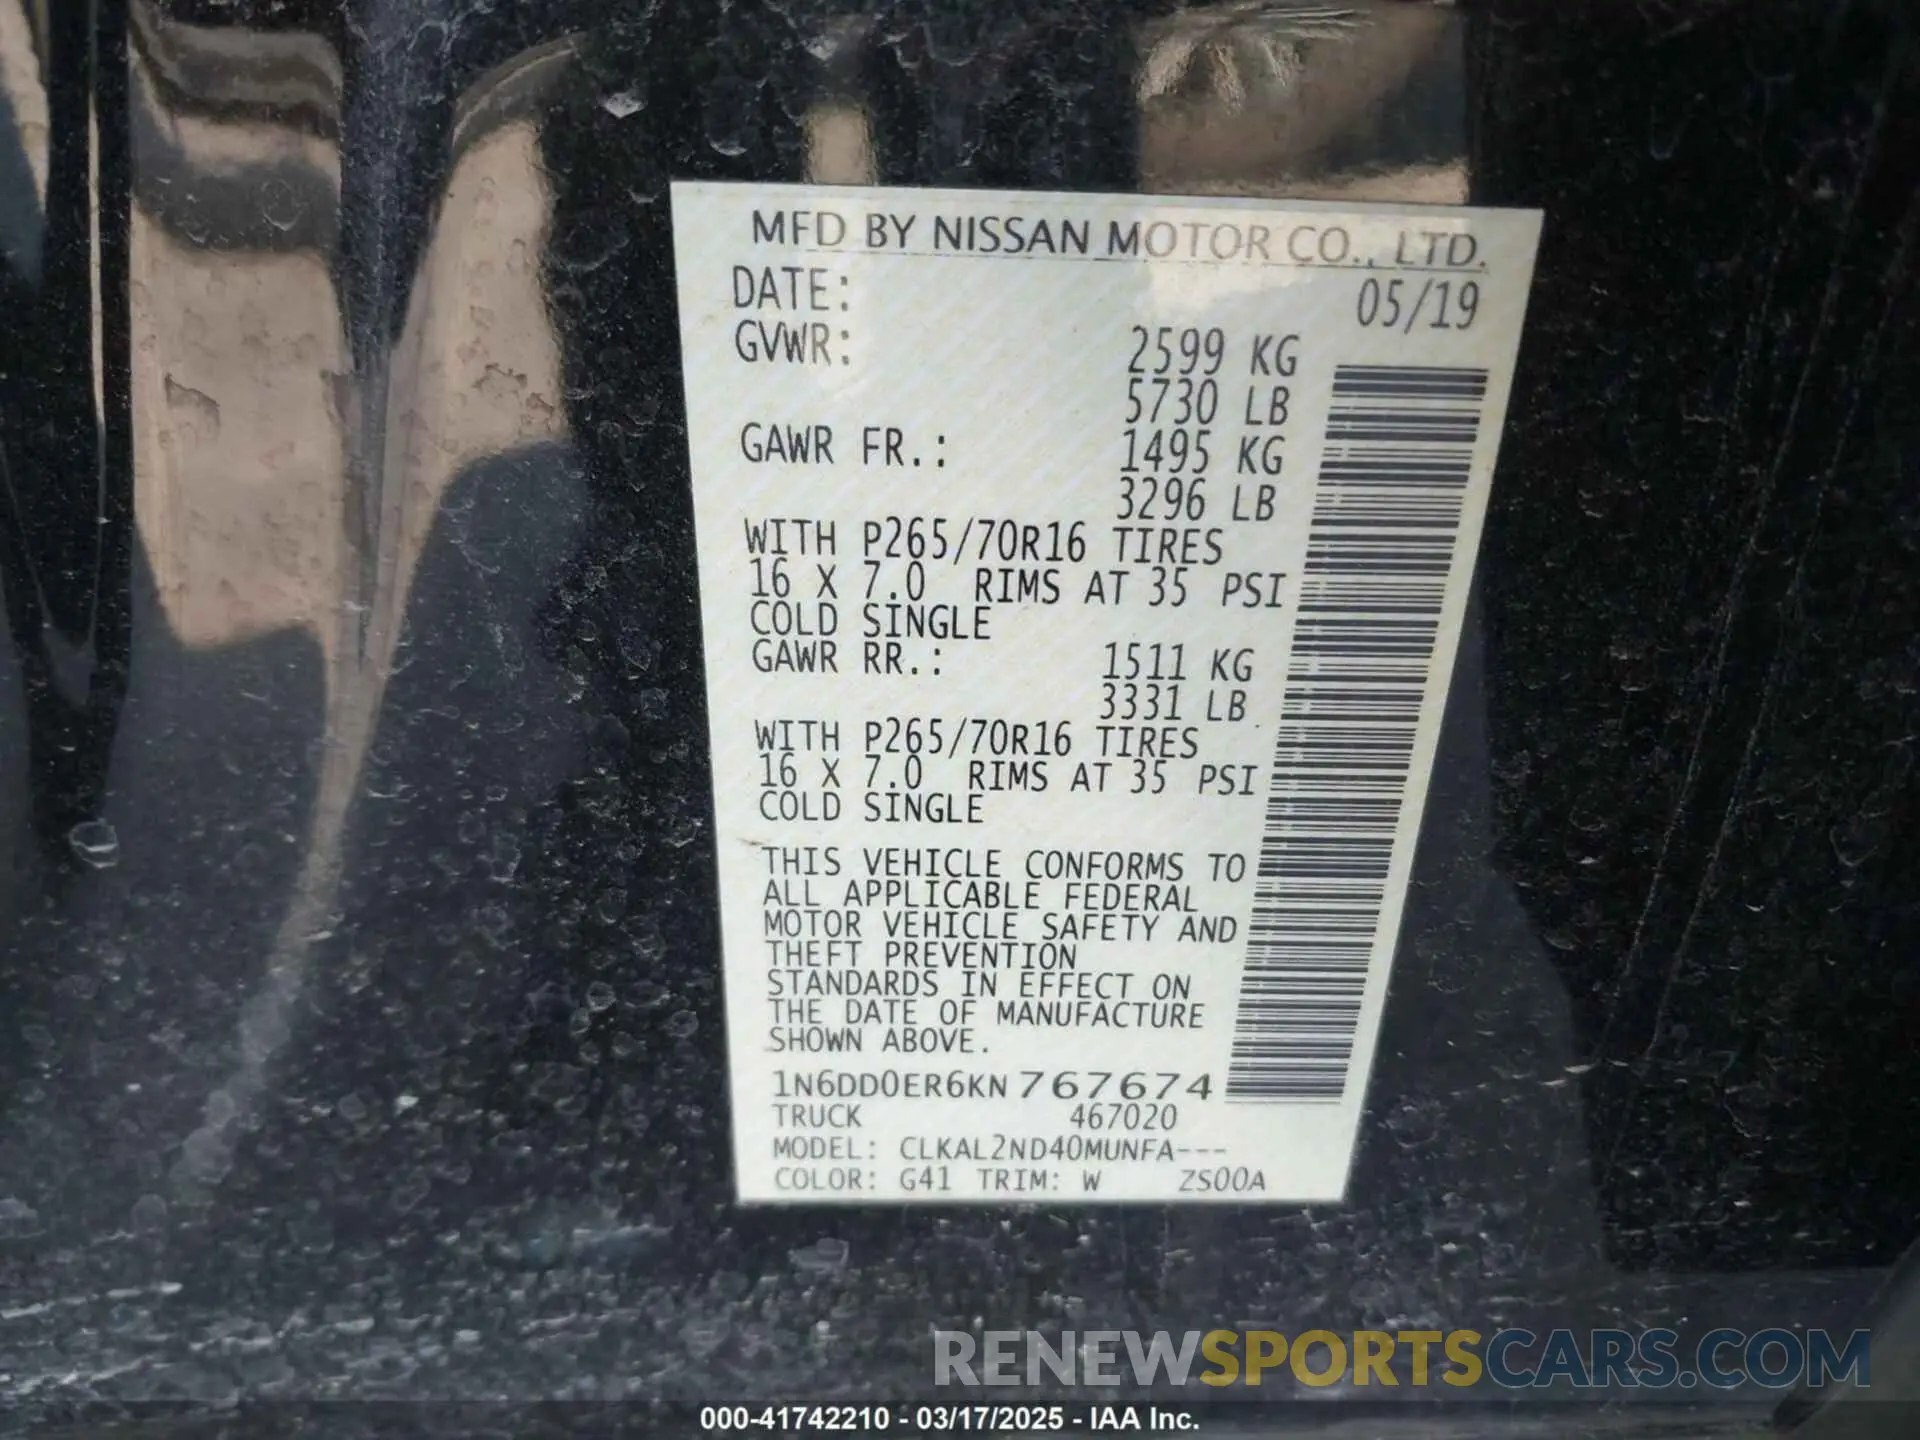 MFD BY NISSAN MOTOR CO., LTD.
DATE: 05/19
GVWR: 2599 KG
5730 LB
GAWR FR.: 1495 KG
3296 LB
WITH P265/70R16 TIRES
16 X 7.0 RIMS AT 35 PSI
COLD SINGLE
GAWR RR.: 1511 KG
3331 LB
WITH P265/70R16 TIRES
16 X 7.0 RIMS AT 35 PSI
COLD SINGLE
THIS VEHICLE CONFORMS TO
ALL APPLICABLE FEDERAL
MOTOR VEHICLE SAFETY AND
THEFT PREVENTION
STANDARDS IN EFFECT ON
THE DATE OF MANUFACTURE
SHOWN ABOVE.
1N6DD0ER6KN767674
TRUCK 467020
MODEL: CLKAL2ND40MUNFA---
COLOR: G41 TRIM: W ZS00A
RENEWSPORTSCARS.COM
000-41742210 - 03/17/2025 - IAA Inc.